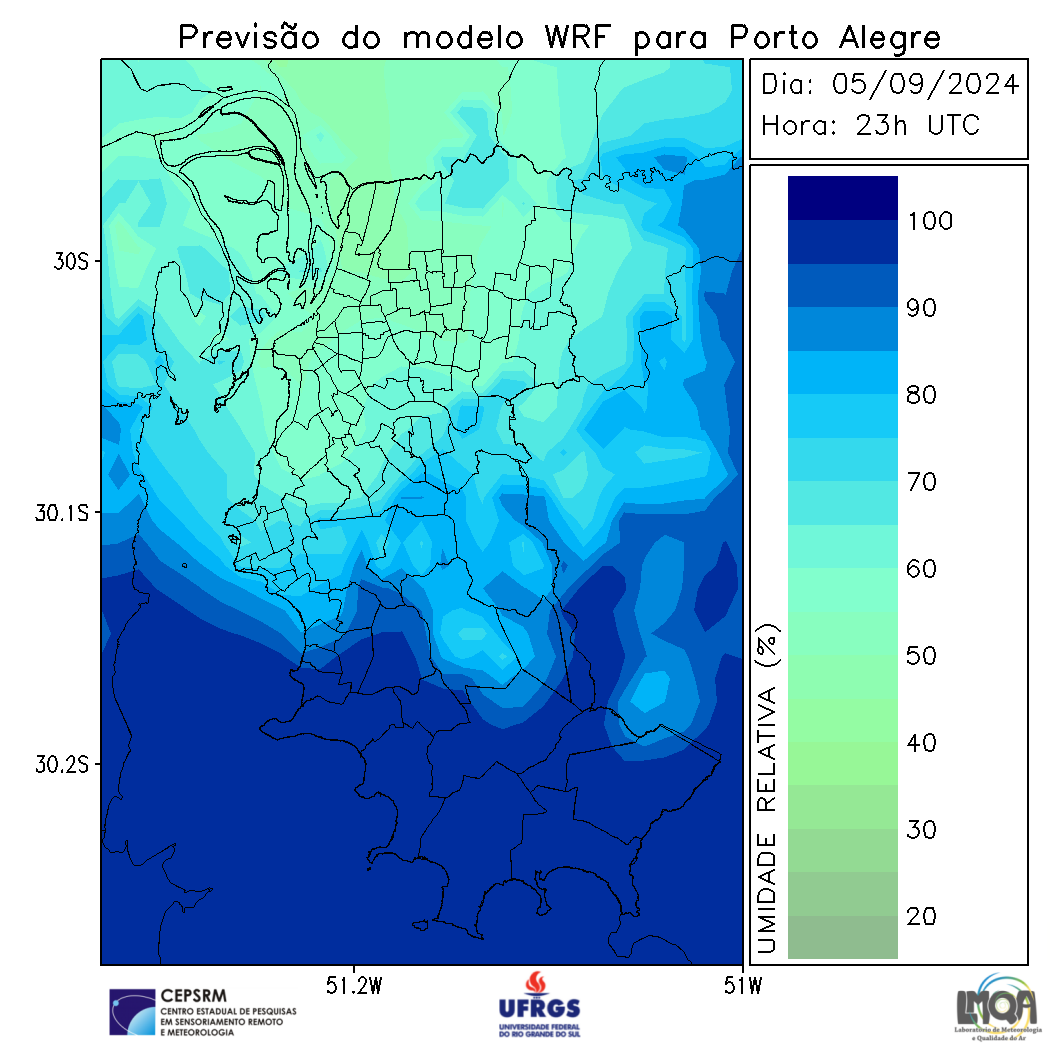 Previsão do modelo WRF para Porto Alegre
Dia: 05/09/2024
Hora: 23h UTC
100
90
80
70
60
50
40
30
20
UMIDADE RELATIVA (%)
30S
30.1S
30.2S
51.2W
51W
CEPSRM
CENTRO ESTADUAL DE PESQUISAS
EM SENSORIAMENTO REMOTO
E METEOROLOGIA
UFRGS
UNIVERSIDADE FEDERAL
DO RIO GRANDE DO SUL
LMQA
Laboratório de Meteorologia
e Qualidade do Ar